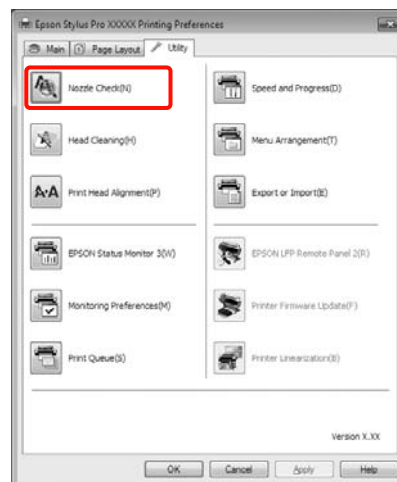 Epson Stylus Pro XXXXX Printing Preferences
Main Page Layout Utility
Nozzle Check(N)
Speed and Progress(D)
Head Cleaning(H)
Menu Arrangement(T)
Print Head Alignment(P)
Export or Import(E)
EPSON Status Monitor 3(W)
EPSON LFP Remote Panel 2(R)
Monitoring Preferences(M)
Printer Firmware Update(F)
Print Queue(S)
Printer Linearization(B)
Version X.XX
OK Cancel Apply Help